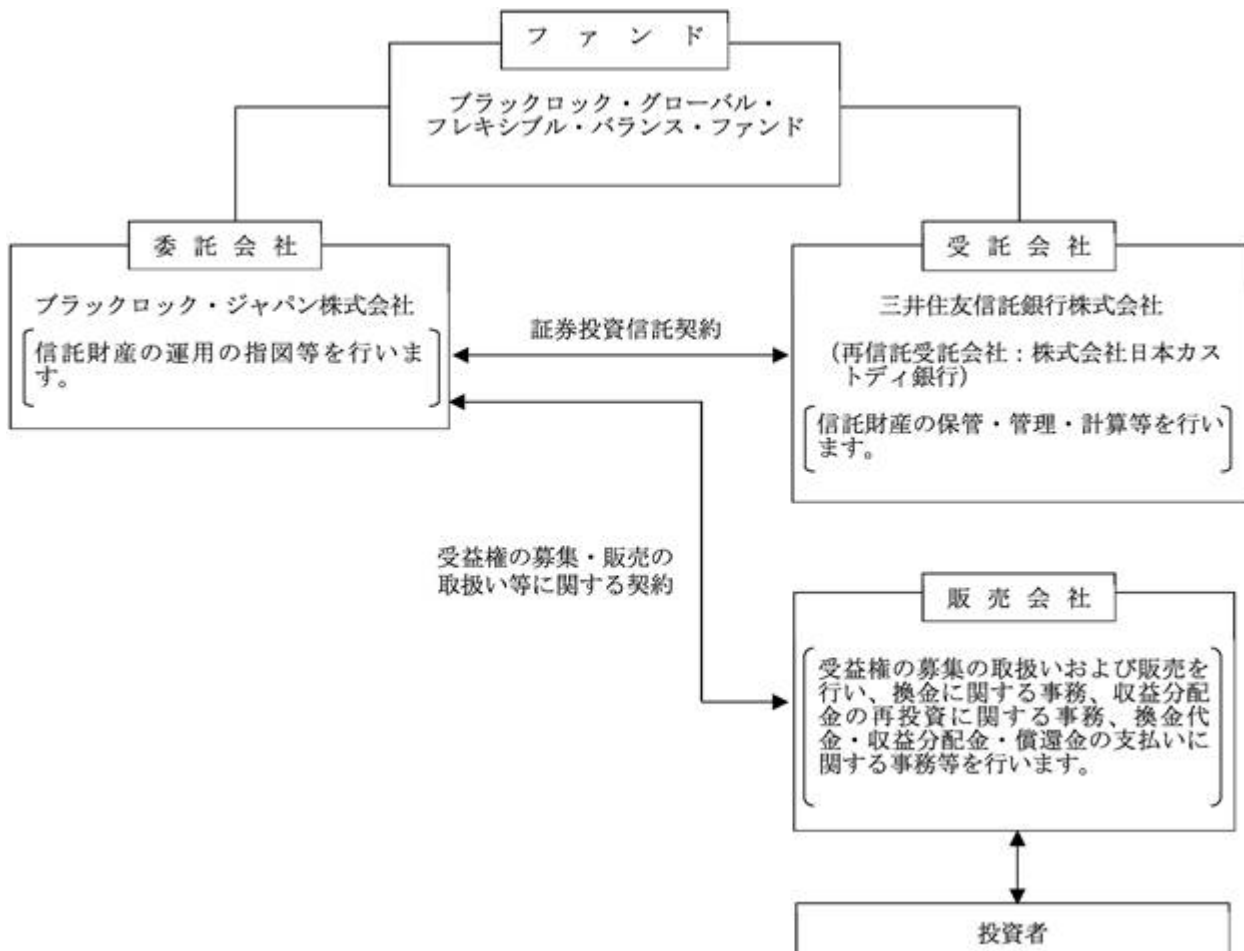 ファンド
ブラックロック・グローバル・
フレキシブル・バランス・ファンド
委託会社
ブラックロック・ジャパン株式会社
信託財産の運用の指図等を行いま
す。
証券投資信託契約
受託会社
三井住友信託銀行株式会社
（再信託受託会社：株式会社日本カス
トディ銀行）
信託財産の保管・管理・計算等を行い
ます。
受益権の募集・販売の
取扱い等に関する契約
販売会社
受益権の募集の取扱いおよび販売を
行い、換金に関する事務、収益分配
金の再投資に関する事務、換金代
金・収益分配金・償還金の支払いに
関する事務等を行います。
投資者